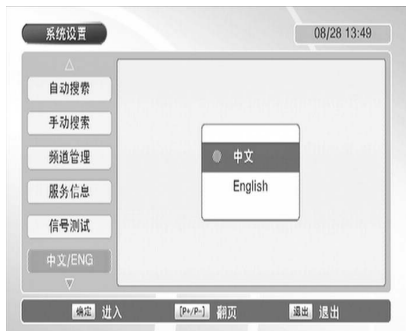 系统设置
08/28 13:49
自动搜索
手动搜索
频道管理
服务信息
信号测试
中文/ENG
中文
English
确定 进入 [P+/P-] 翻页 退出 退出